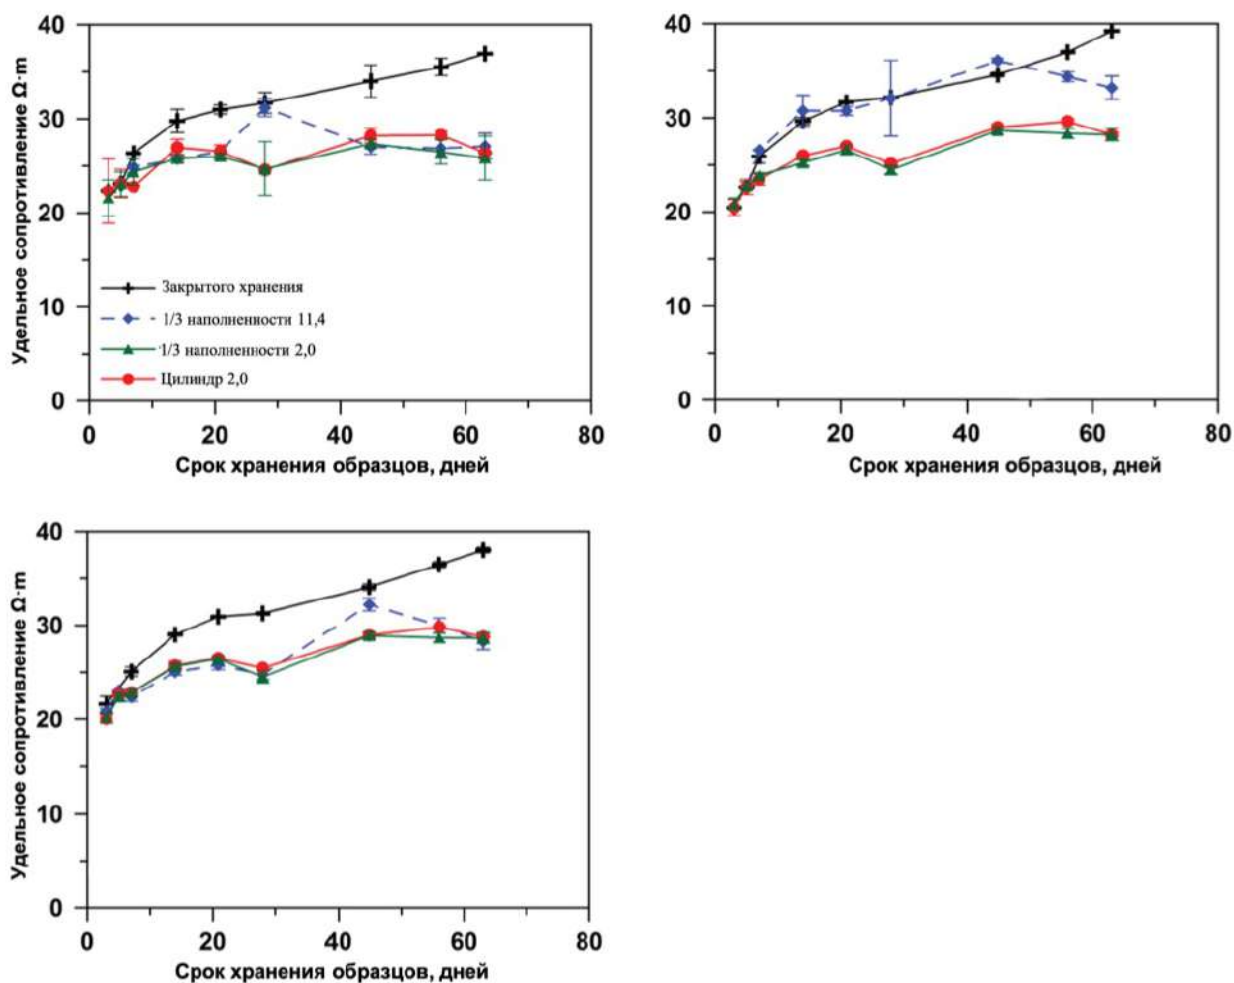 40
30
20
10
0
Удельное сопротивление Ω·m
Закрытого хранения
1/3 наполненности 11,4
1/3 наполненности 2,0
Цилиндр 2,0
0 20 40 60 80
Срок хранения образцов, дней
40
30
20
10
0
0 20 40 60 80
Срок хранения образцов, дней
40
30
20
10
0
Удельное сопротивление Ω·m
0 20 40 60 80
Срок хранения образцов, дней